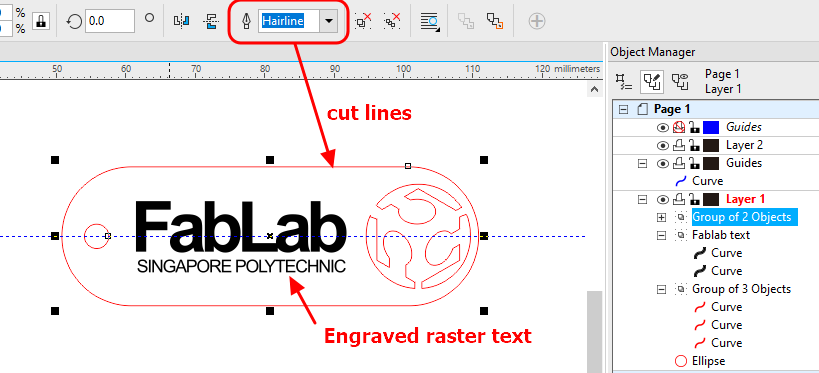 %
%
0.0
Hairline
50 60 70 80 90 100 110 120 millimeters
cut lines
FabLab
SINGAPORE POLYTECHNIC
Engraved raster text
Object Manager
Page 1
Layer 1
Page 1
Guides
Layer 2
Guides
Curve
Layer 1
Group of 2 Objects
Fablab text
Curve
Curve
Group of 3 Objects
Curve
Curve
Curve
Ellipse